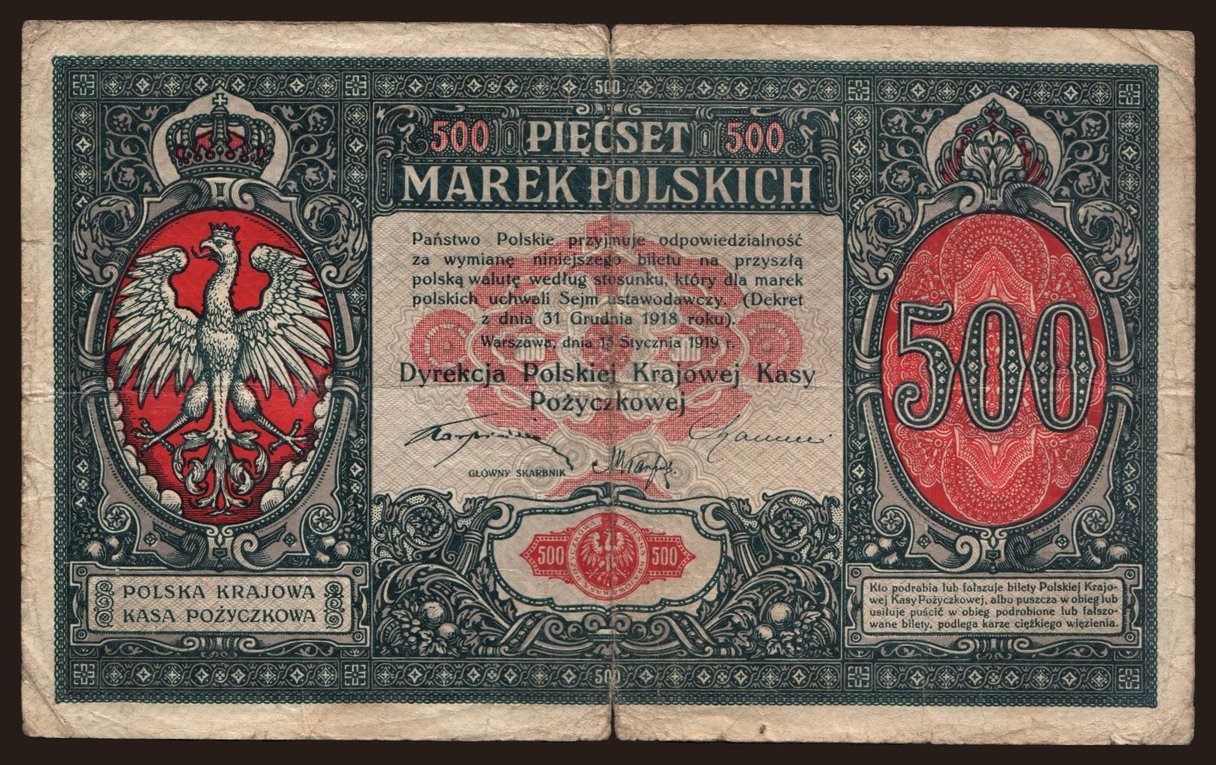 500
500 PIĘĆSET 500
MAREK POLSKICH
Państwo Polskie przyjmuje odpowiedzialność
za wymianę niniejszego biletu na przyszłą
polską walutę według stosunku, który dla marek
polskich uchwali Sejm ustawodawczy. (Dekret
z dnia 31 Grudnia 1918 roku).
Warszawa, dnia 15 Stycznia 1919 r.
Dyrekcja Polskiej Krajowej Kasy
Pożyczkowej
GŁÓWNY SKARBNIK
500
500 500
POLSKA KRAJOWA
KASA POŻYCZKOWA
Kto podrabia lub fałszuje bilety Polskiej Krajo-
wej Kasy Pożyczkowej, albo puszcza w obieg lub
usiłuje puścić w obieg podrobione lub fałszo-
wane bilety, podlega karze ciężkiego więzienia.
500